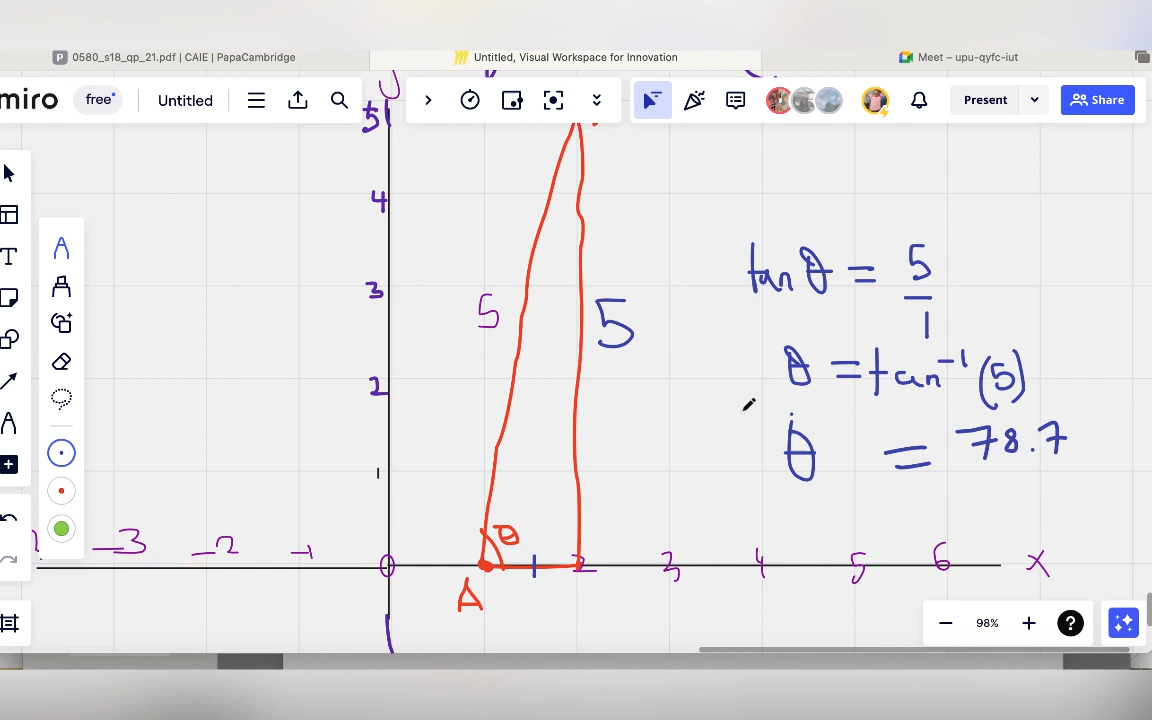 0580_s18_qp_21.pdf | CAIE | PapaCambridge
Untitled, Visual Workspace for Innovation
Meet – upu-qyfc-iut
miro
free
Untitled
Present
Share
5
4
3
2
1
5
5
tan θ = 5/1
θ = tan⁻¹(5)
θ = 78.7
θ
A
-3 -2 -1 0 2 3 4 5 6 x
98%